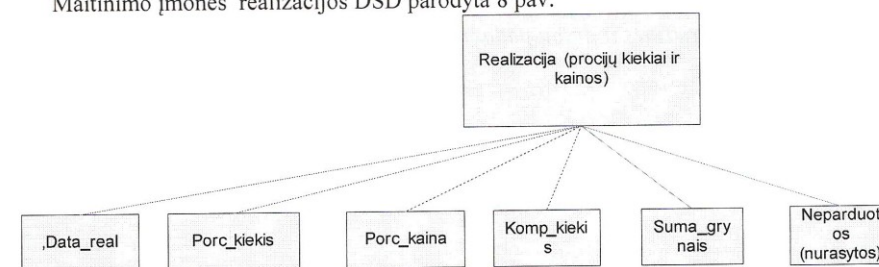 Maitinimo įmonės realizacijos DSD parodyta 8 pav.
Realizacija (procijų kiekiai ir
kainos)
,Data_real
Porc_kiekis
Porc_kaina
Komp_kieki
s
Suma_gry
nais
Neparduot
os
(nurasytos)